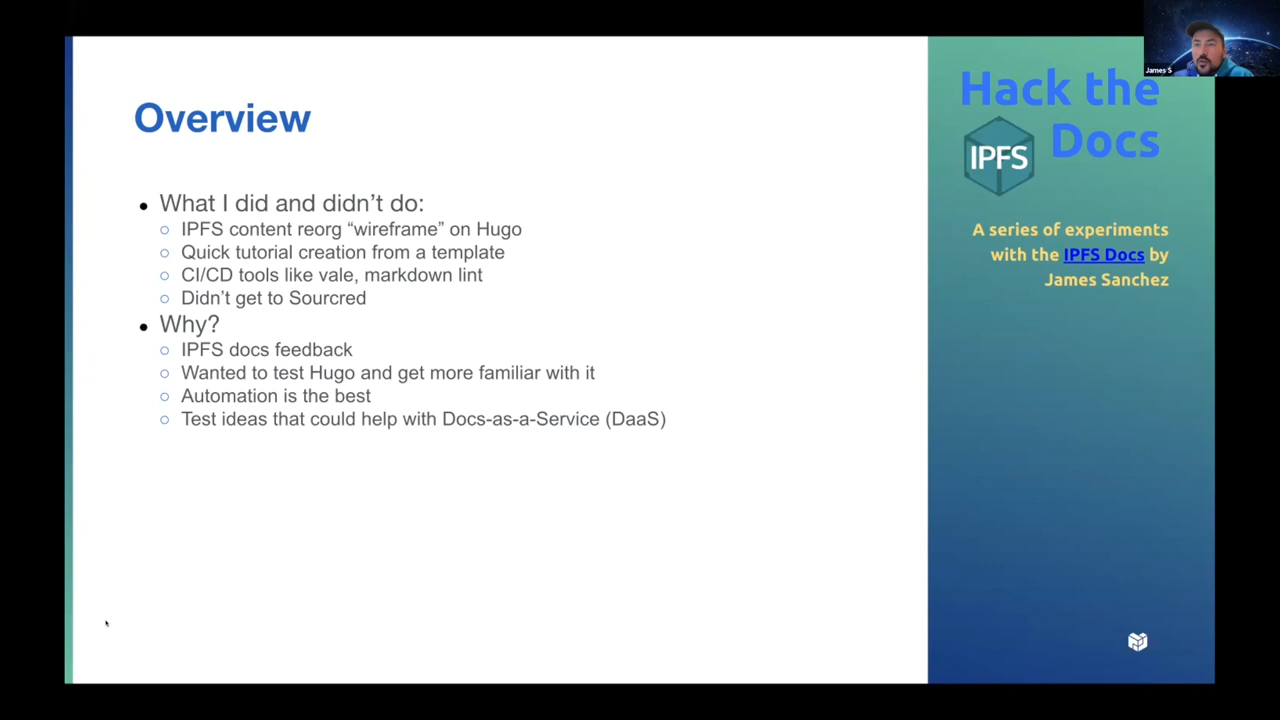 James S
Overview
What I did and didn’t do:
IPFS content reorg “wireframe” on Hugo
Quick tutorial creation from a template
CI/CD tools like vale, markdown lint
Didn’t get to Sourcred
Why?
IPFS docs feedback
Wanted to test Hugo and get more familiar with it
Automation is the best
Test ideas that could help with Docs-as-a-Service (DaaS)
Hack the
IPFS Docs
A series of experiments
with the IPFS Docs by
James Sanchez